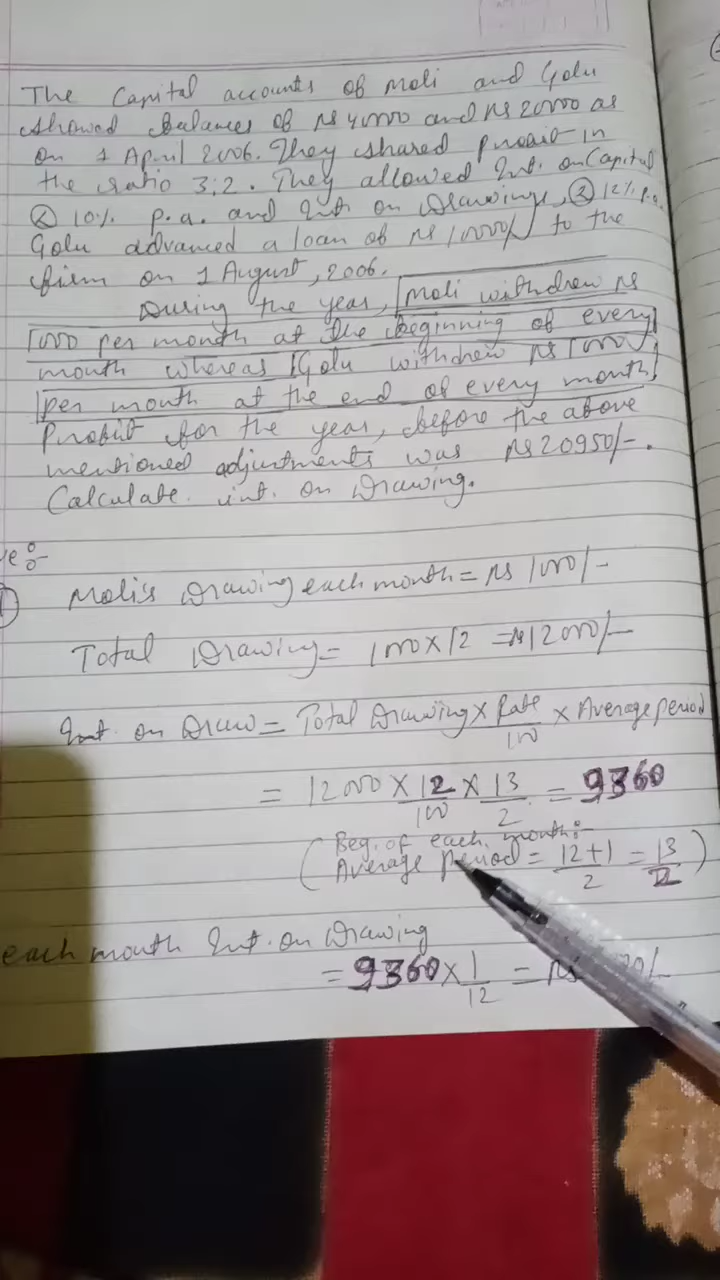 The Capital accounts of Moli and Golu
showed Balances of Rs 40000 and Rs 20000 as
on 1 April 2006. They shared Profit in
the ratio 3:2. They allowed Int. on Capital
@ 10% p.a. and Int. on Drawings, @ 12% p.a.
Golu advanced a loan of Rs 10000/- to the
firm on 1 August, 2006.
During the year, Moli withdrew Rs
1000 per month at the beginning of every
month whereas Golu withdrew Rs 1000
per month at the end of every month
Profit for the year, before the above
mentioned adjustments was Rs 20950/-.
Calculate int. on Drawing.
Moli's Drawing each month = Rs 1000/-
Total Drawing = 1000 × 12 = Rs 12000/-
Int. on Draw = Total Drawing × Rate/100 × Average period
= 12000 × 12/100 × 13/2 = 9360
(Beg. of each month:-
Average period = 12+1/2 = 13/2)
each month Int. on Drawing
= 9360 × 1/12 = Rs